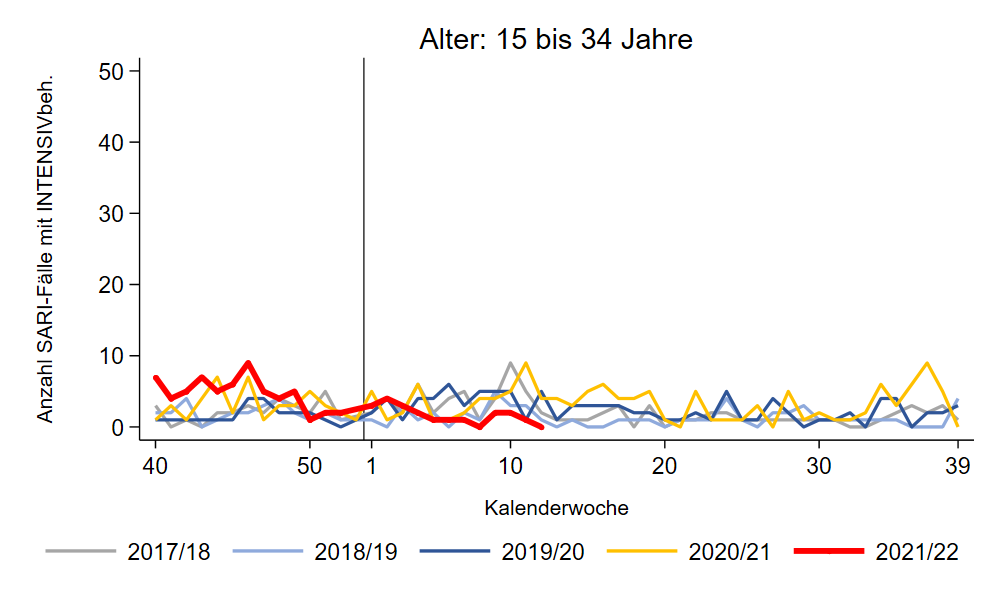 Alter: 15 bis 34 Jahre
Anzahl SARI-Fälle mit INTENSIVbeh.
50
40
30
20
10
0
40 50 1 10 20 30 39
Kalenderwoche
2017/18 2018/19 2019/20 2020/21 2021/22